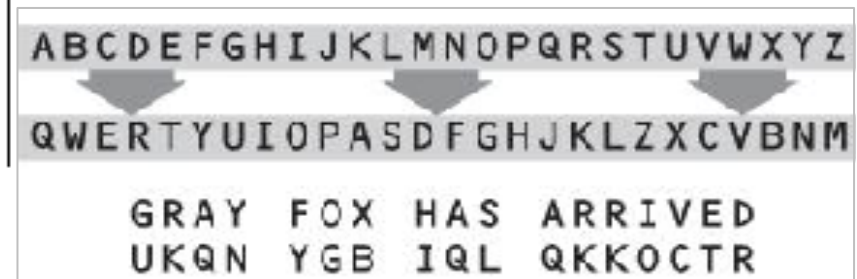 ABCDEFGHIJKLMNOPQRSTUVWXYZ
QWERTYUIOPASDFGHJKLZXCVBNM
GRAY FOX HAS ARRIVED
UKQN YGB IQL QKKOCTR